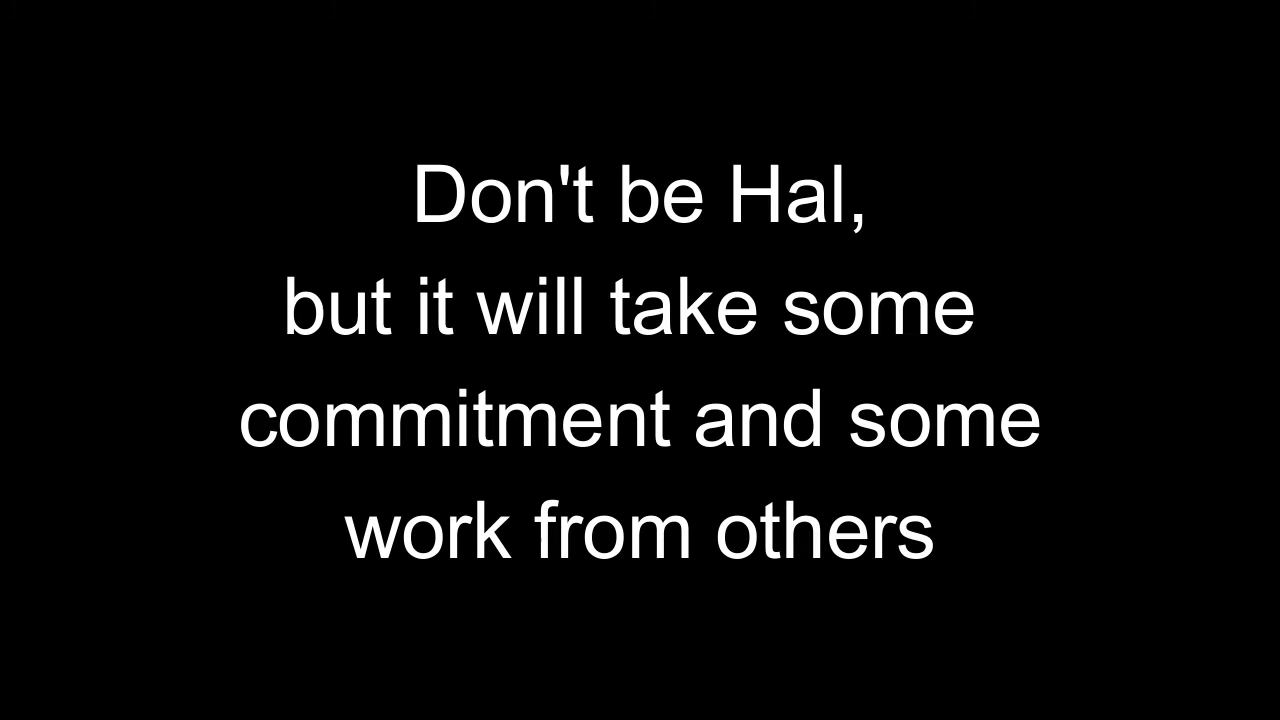 Don't be Hal,
but it will take some
commitment and some
work from others